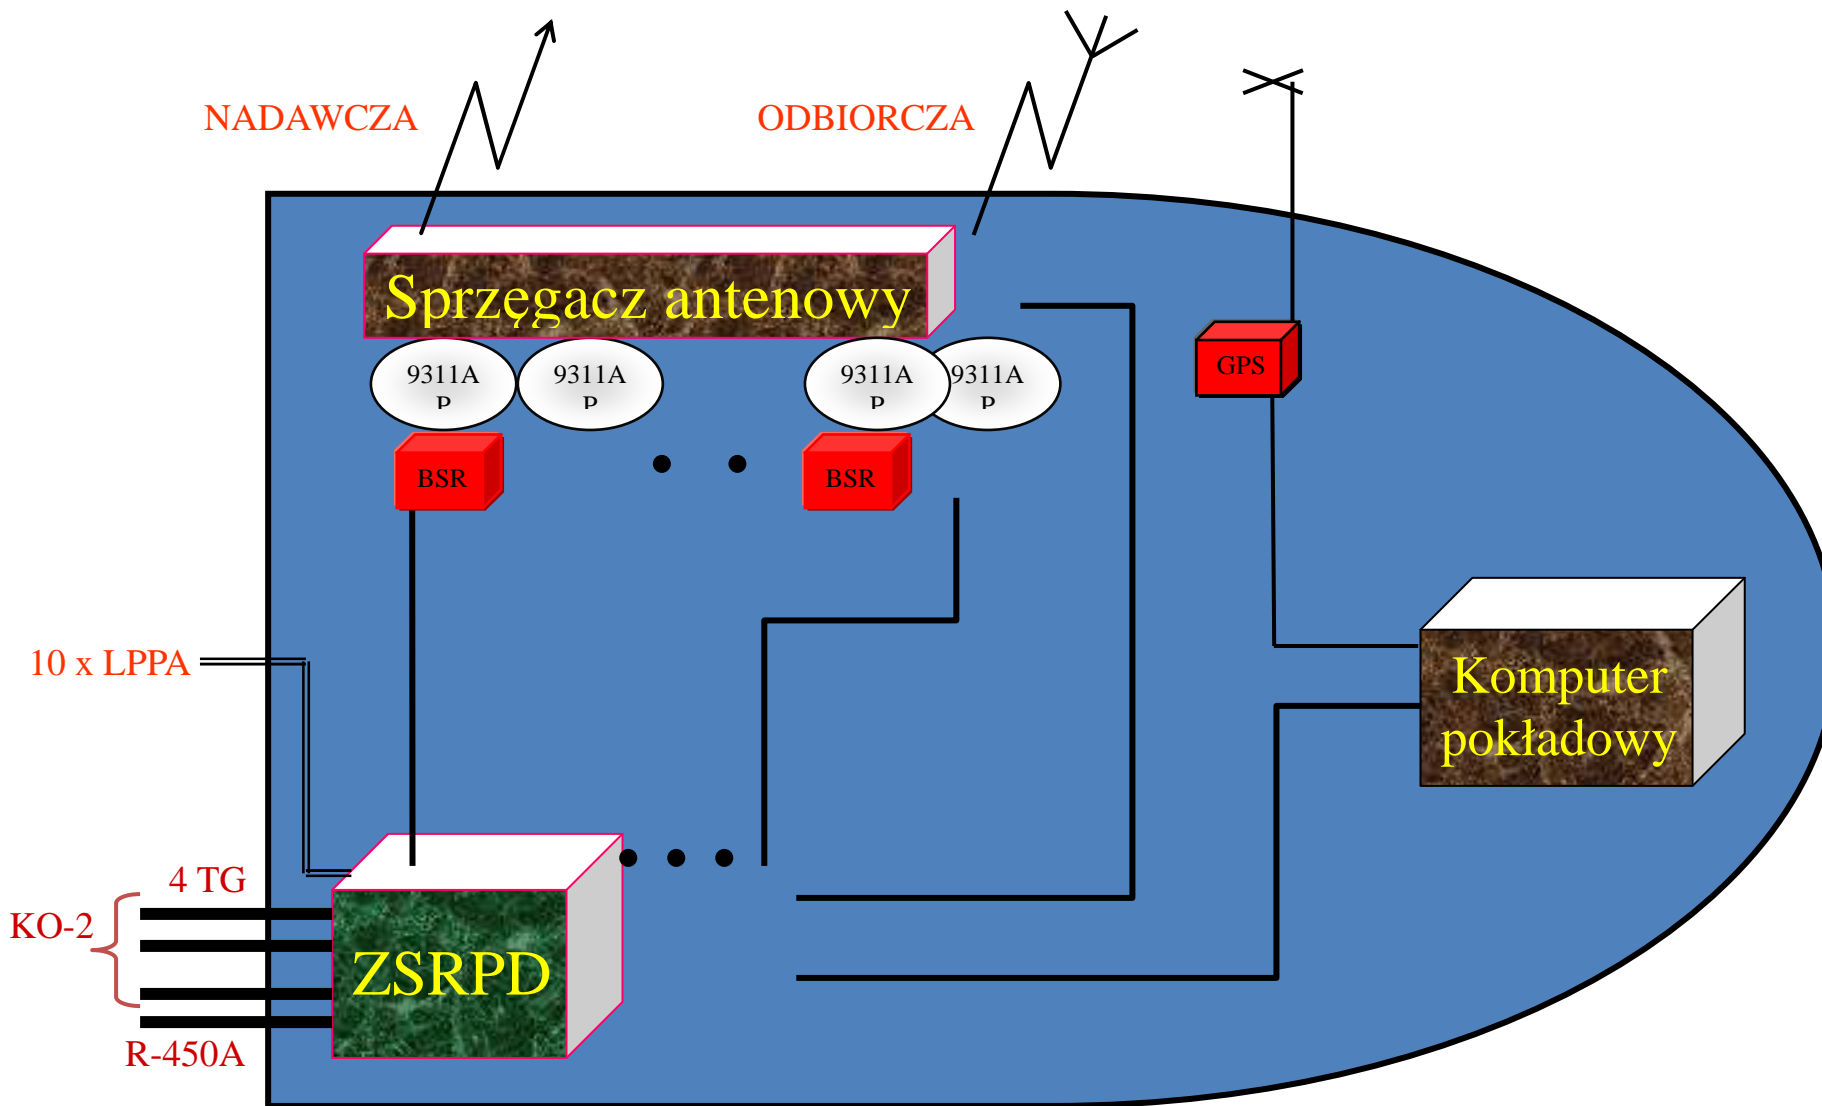 NADAWCZA
ODBIORCZA
Sprzęgacz antenowy
9311A
P
9311A
P
9311A
P
9311A
P
GPS
BSR
BSR
10 x LPPA
Komputer
pokładowy
4 TG
KO-2
ZSRPD
R-450A